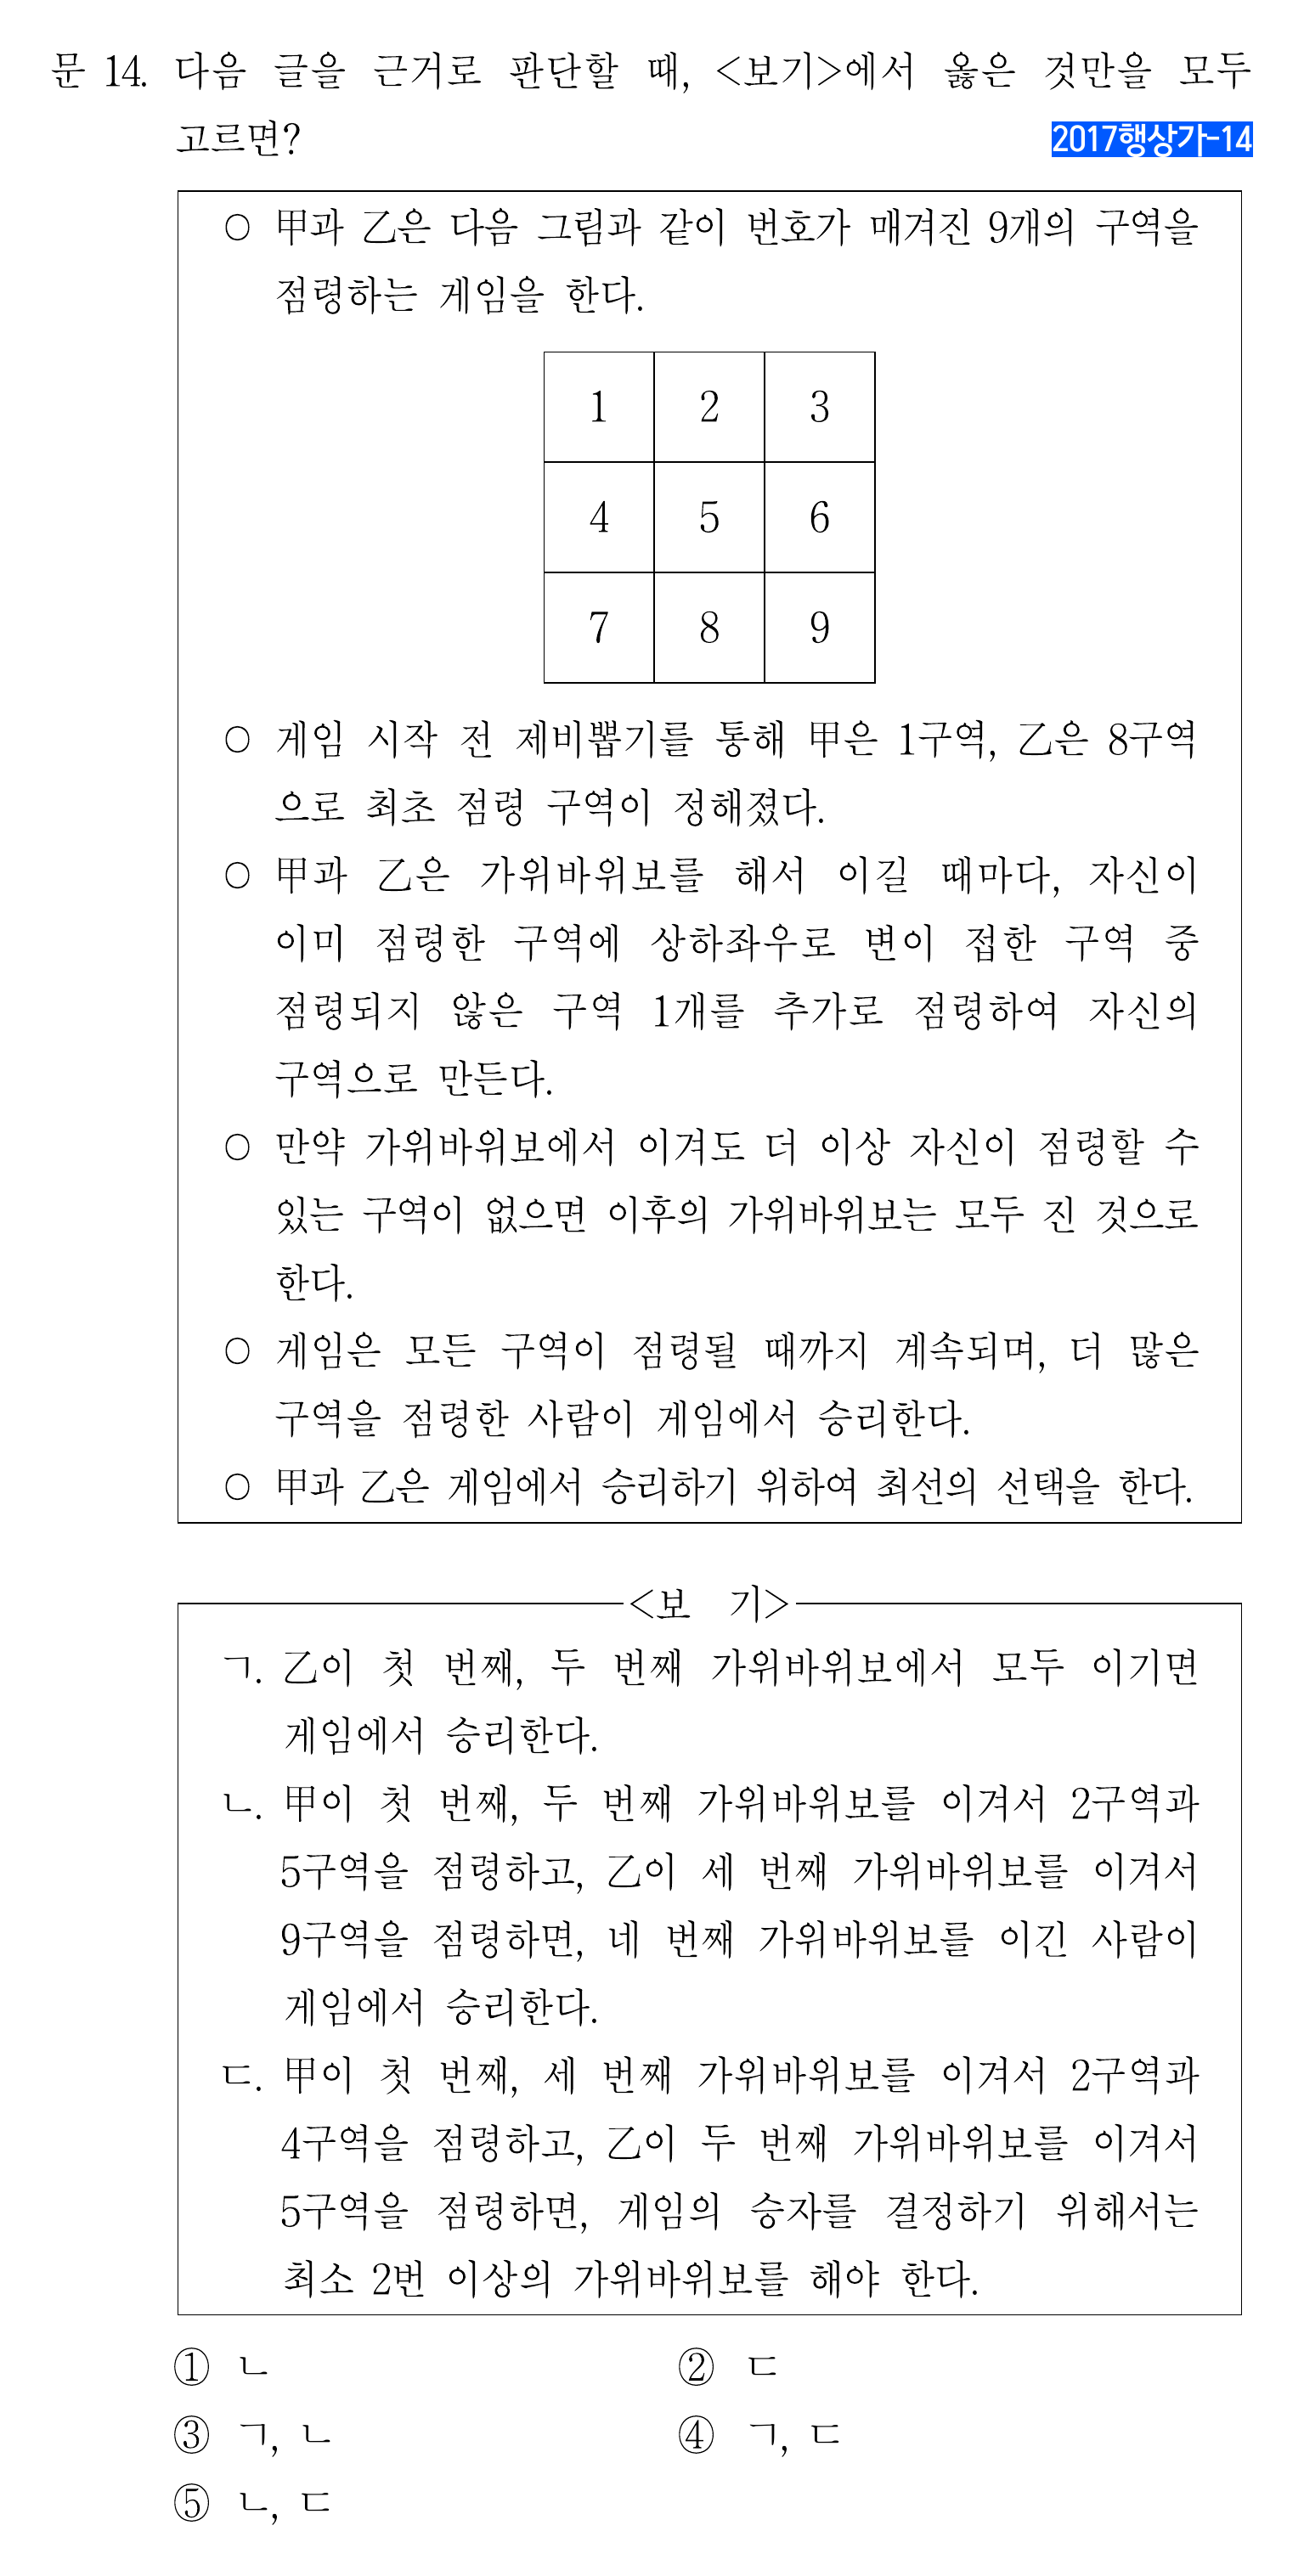 문 14. 다음 글을 근거로 판단할 때, <보기>에서 옳은 것만을 모두
고르면?
2017행상가-14
○ 甲과 乙은 다음 그림과 같이 번호가 매겨진 9개의 구역을
점령하는 게임을 한다.
1 2 3
4 5 6
7 8 9
○ 게임 시작 전 제비뽑기를 통해 甲은 1구역, 乙은 8구역
으로 최초 점령 구역이 정해졌다.
○ 甲과 乙은 가위바위보를 해서 이길 때마다, 자신이
이미 점령한 구역에 상하좌우로 변이 접한 구역 중
점령되지 않은 구역 1개를 추가로 점령하여 자신의
구역으로 만든다.
○ 만약 가위바위보에서 이겨도 더 이상 자신이 점령할 수
있는 구역이 없으면 이후의 가위바위보는 모두 진 것으로
한다.
○ 게임은 모든 구역이 점령될 때까지 계속되며, 더 많은
구역을 점령한 사람이 게임에서 승리한다.
○ 甲과 乙은 게임에서 승리하기 위하여 최선의 선택을 한다.
<보 기>
ㄱ. 乙이 첫 번째, 두 번째 가위바위보에서 모두 이기면
게임에서 승리한다.
ㄴ. 甲이 첫 번째, 두 번째 가위바위보를 이겨서 2구역과
5구역을 점령하고, 乙이 세 번째 가위바위보를 이겨서
9구역을 점령하면, 네 번째 가위바위보를 이긴 사람이
게임에서 승리한다.
ㄷ. 甲이 첫 번째, 세 번째 가위바위보를 이겨서 2구역과
4구역을 점령하고, 乙이 두 번째 가위바위보를 이겨서
5구역을 점령하면, 게임의 승자를 결정하기 위해서는
최소 2번 이상의 가위바위보를 해야 한다.
① ㄴ ② ㄷ
③ ㄱ, ㄴ ④ ㄱ, ㄷ
⑤ ㄴ, ㄷ